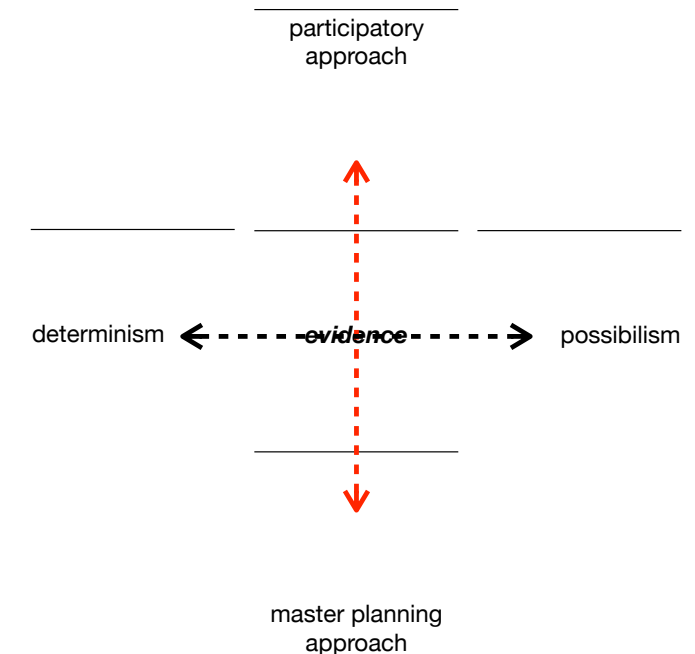 participatory
approach
determinism
evidence
possibilism
master planning
approach